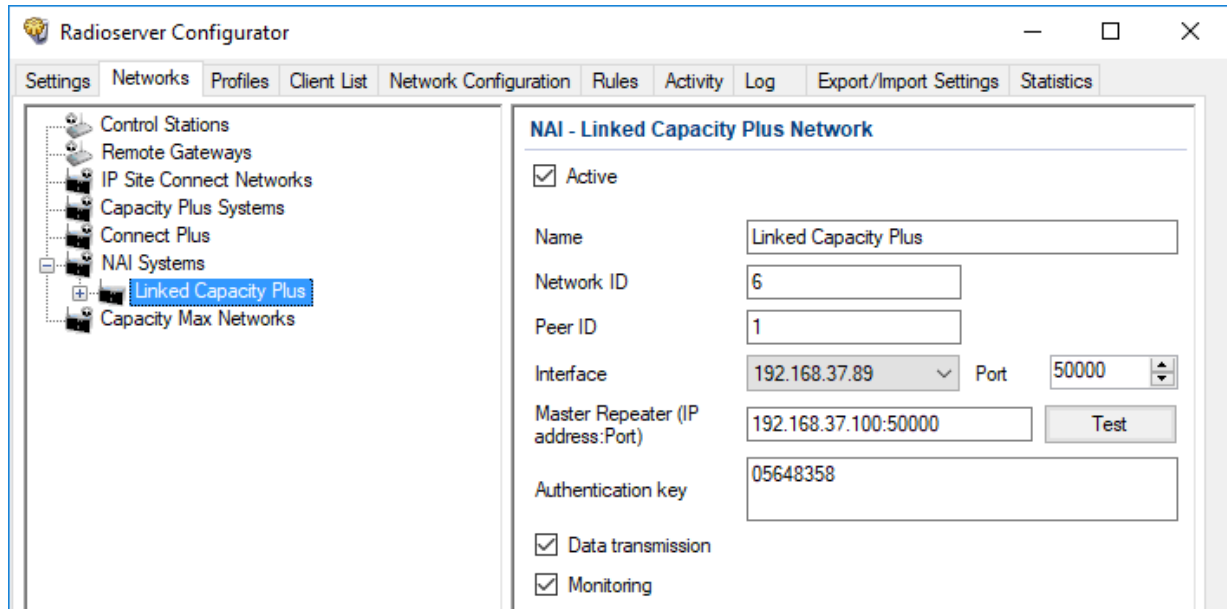 Radioserver Configurator
Settings Networks Profiles Client List Network Configuration Rules Activity Log Export/Import Settings Statistics
Control Stations
Remote Gateways
IP Site Connect Networks
Capacity Plus Systems
Connect Plus
NAI Systems
Linked Capacity Plus
Capacity Max Networks
NAI - Linked Capacity Plus Network
Active
Name Linked Capacity Plus
Network ID 6
Peer ID 1
Interface 192.168.37.89 Port 50000
Master Repeater (IP
address:Port) 192.168.37.100:50000 Test
Authentication key 05648358
Data transmission
Monitoring